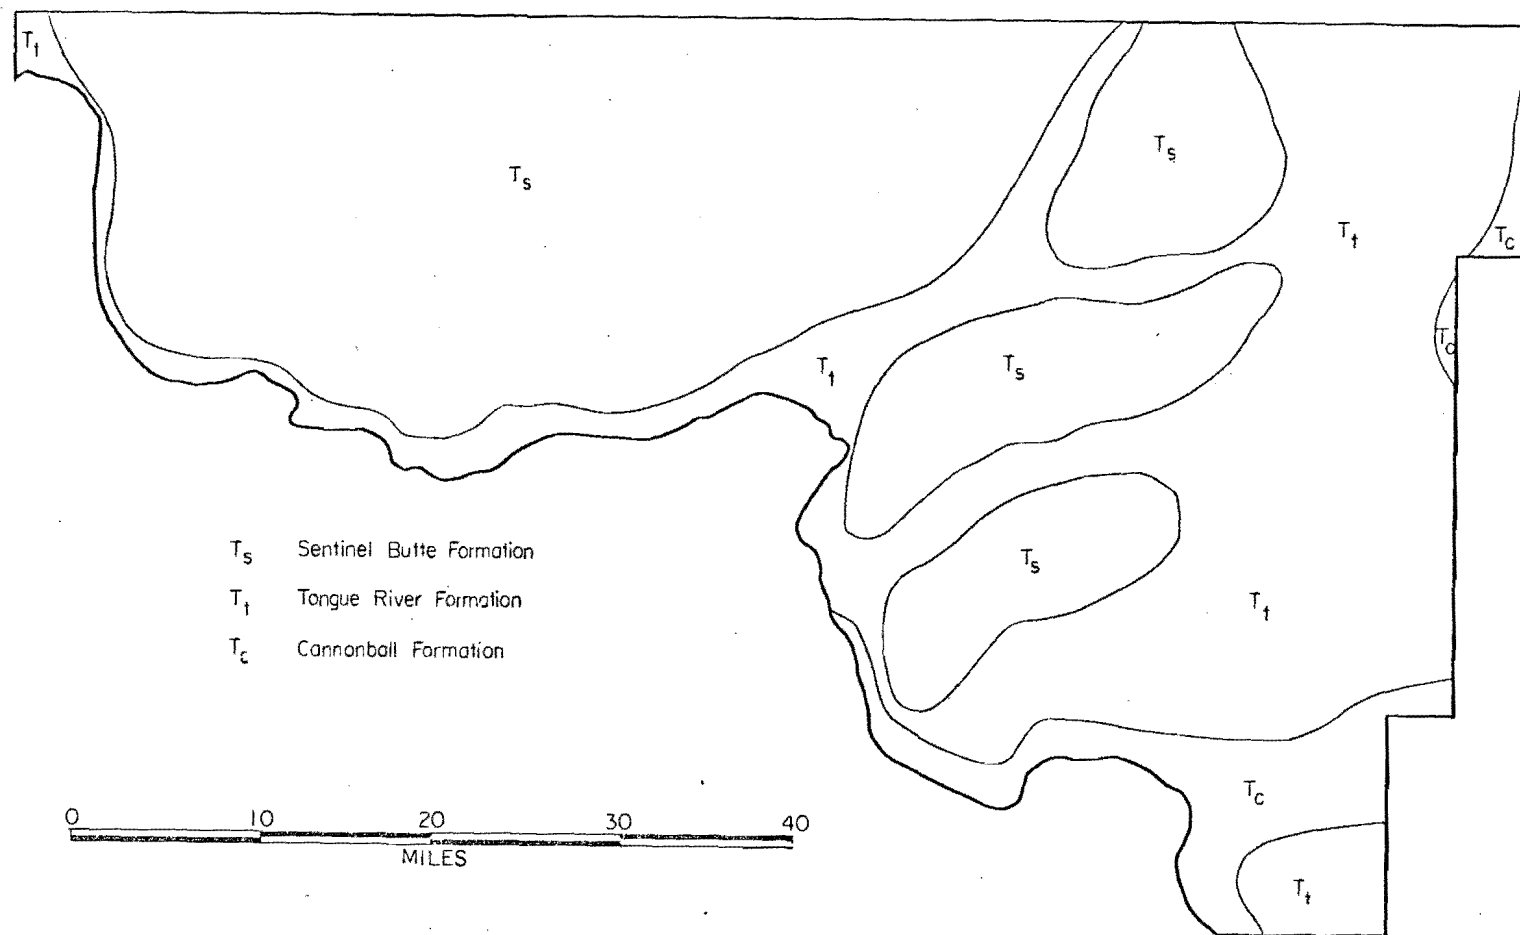 Tt
Ts
Ts
Tt
Tc
Tc
Tt
Ts
Ts
Tt
Tc
Tt
Ts Sentinel Butte Formation
Tt Tongue River Formation
Tc Cannonball Formation
0 10 20 30 40
MILES